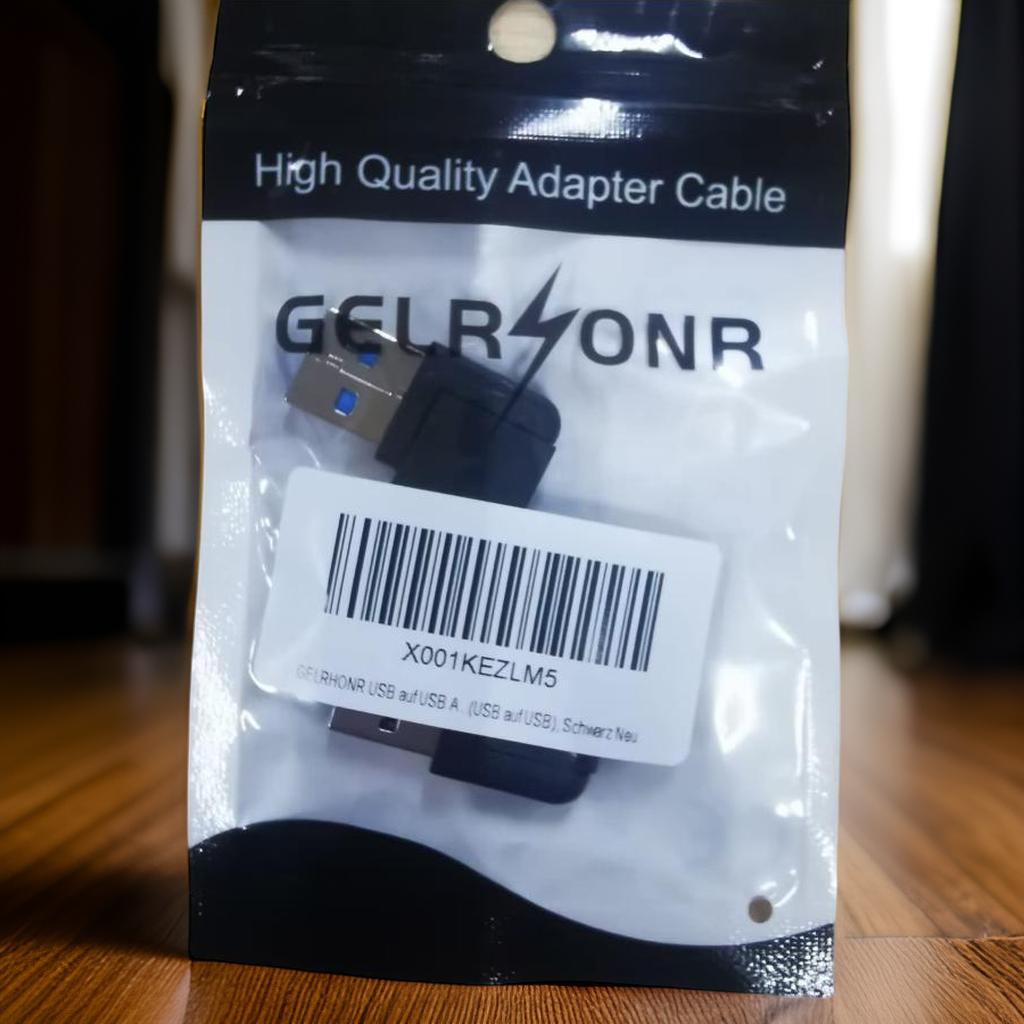 High Quality Adapter Cable
GELRHONR
X001KEZLM5
GELRHONR USB auf USB A.. (USB auf USB), Schwarz Neu